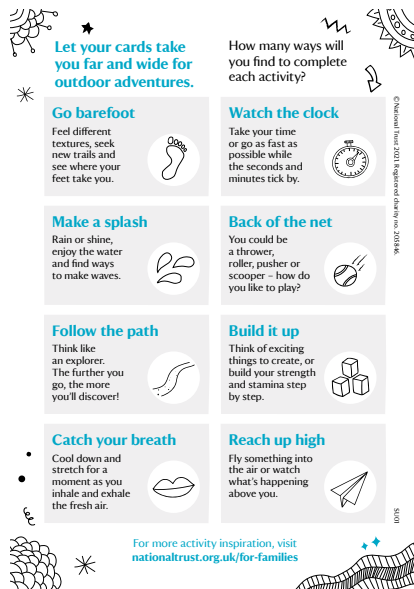 Let your cards take
you far and wide for
outdoor adventures.
How many ways will
you find to complete
each activity?
Go barefoot
Feel different
textures, seek
new trails and
see where your
feet take you.
Watch the clock
Take your time
or go as fast as
possible while
the seconds and
minutes tick by.
Make a splash
Rain or shine,
enjoy the water
and find ways
to make waves.
Back of the net
You could be
a thrower,
roller, pusher or
scooper – how do
you like to play?
Follow the path
Think like
an explorer.
The further you
go, the more
you'll discover!
Build it up
Think of exciting
things to create, or
build your strength
and stamina step
by step.
Catch your breath
Cool down and
stretch for a
moment as you
inhale and exhale
the fresh air.
Reach up high
Fly something into
the air or watch
what's happening
above you.
For more activity inspiration, visit
nationaltrust.org.uk/for-families
©National Trust 2021 Registered charity no. 205846.
SU01